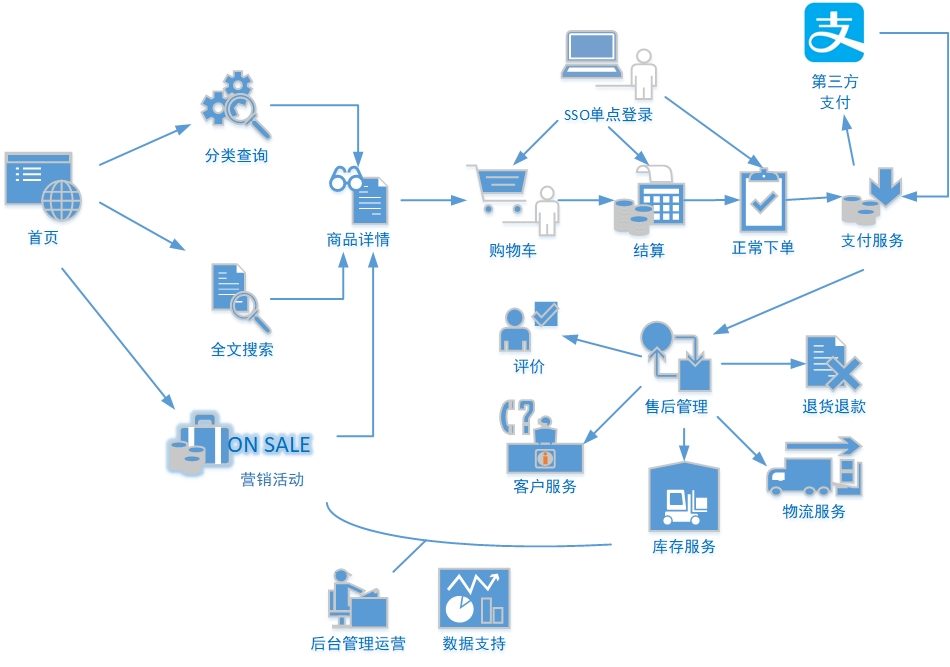 支
第三方
支付
SSO单点登录
分类查询
首页
商品详情
购物车
结算
正常下单
支付服务
全文搜索
评价
售后管理
退货退款
ON SALE
营销活动
客户服务
物流服务
库存服务
后台管理运营
数据支持